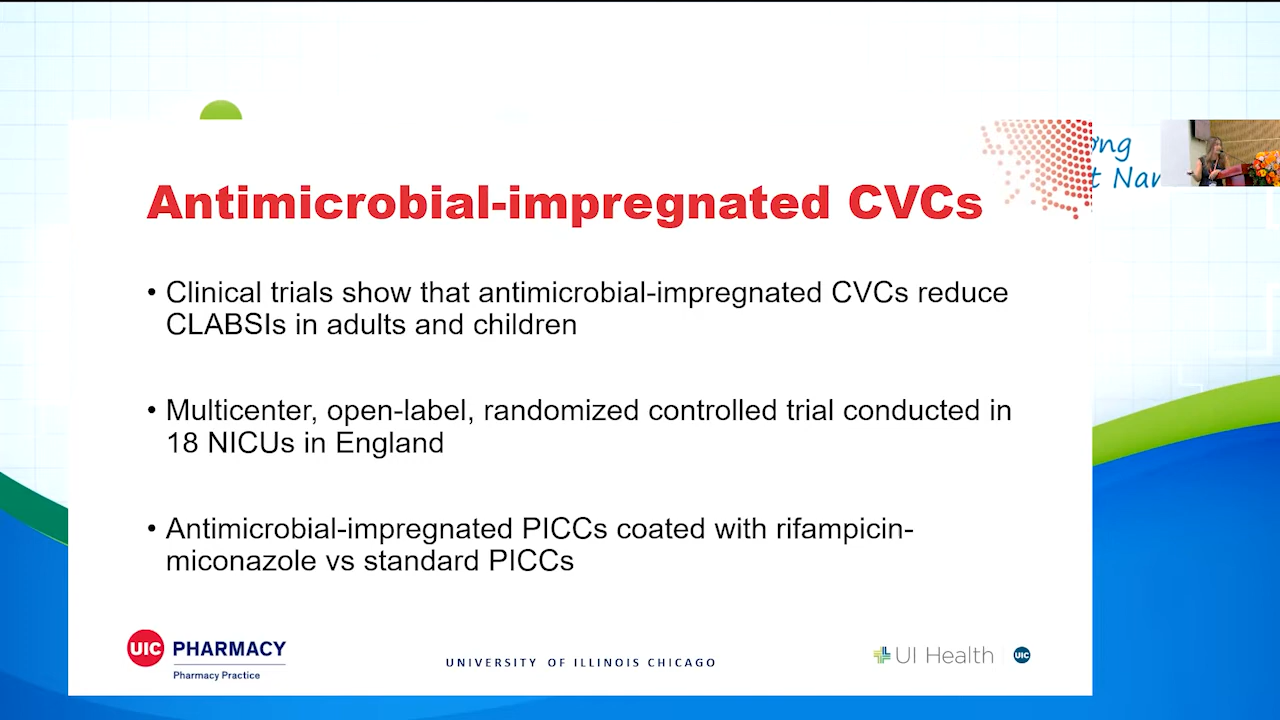 Antimicrobial-impregnated CVCs
• Clinical trials show that antimicrobial-impregnated CVCs reduce
CLABSIs in adults and children
• Multicenter, open-label, randomized controlled trial conducted in
18 NICUs in England
• Antimicrobial-impregnated PICCs coated with rifampicin-
miconazole vs standard PICCs
UIC PHARMACY
Pharmacy Practice
UNIVERSITY OF ILLINOIS CHICAGO
UI Health
UIC